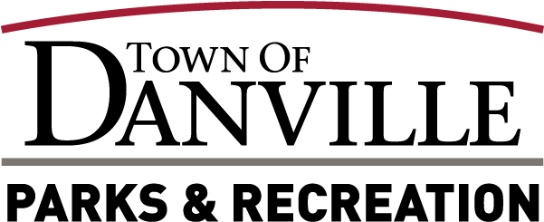 TOWN OF
DANVILLE
PARKS & RECREATION